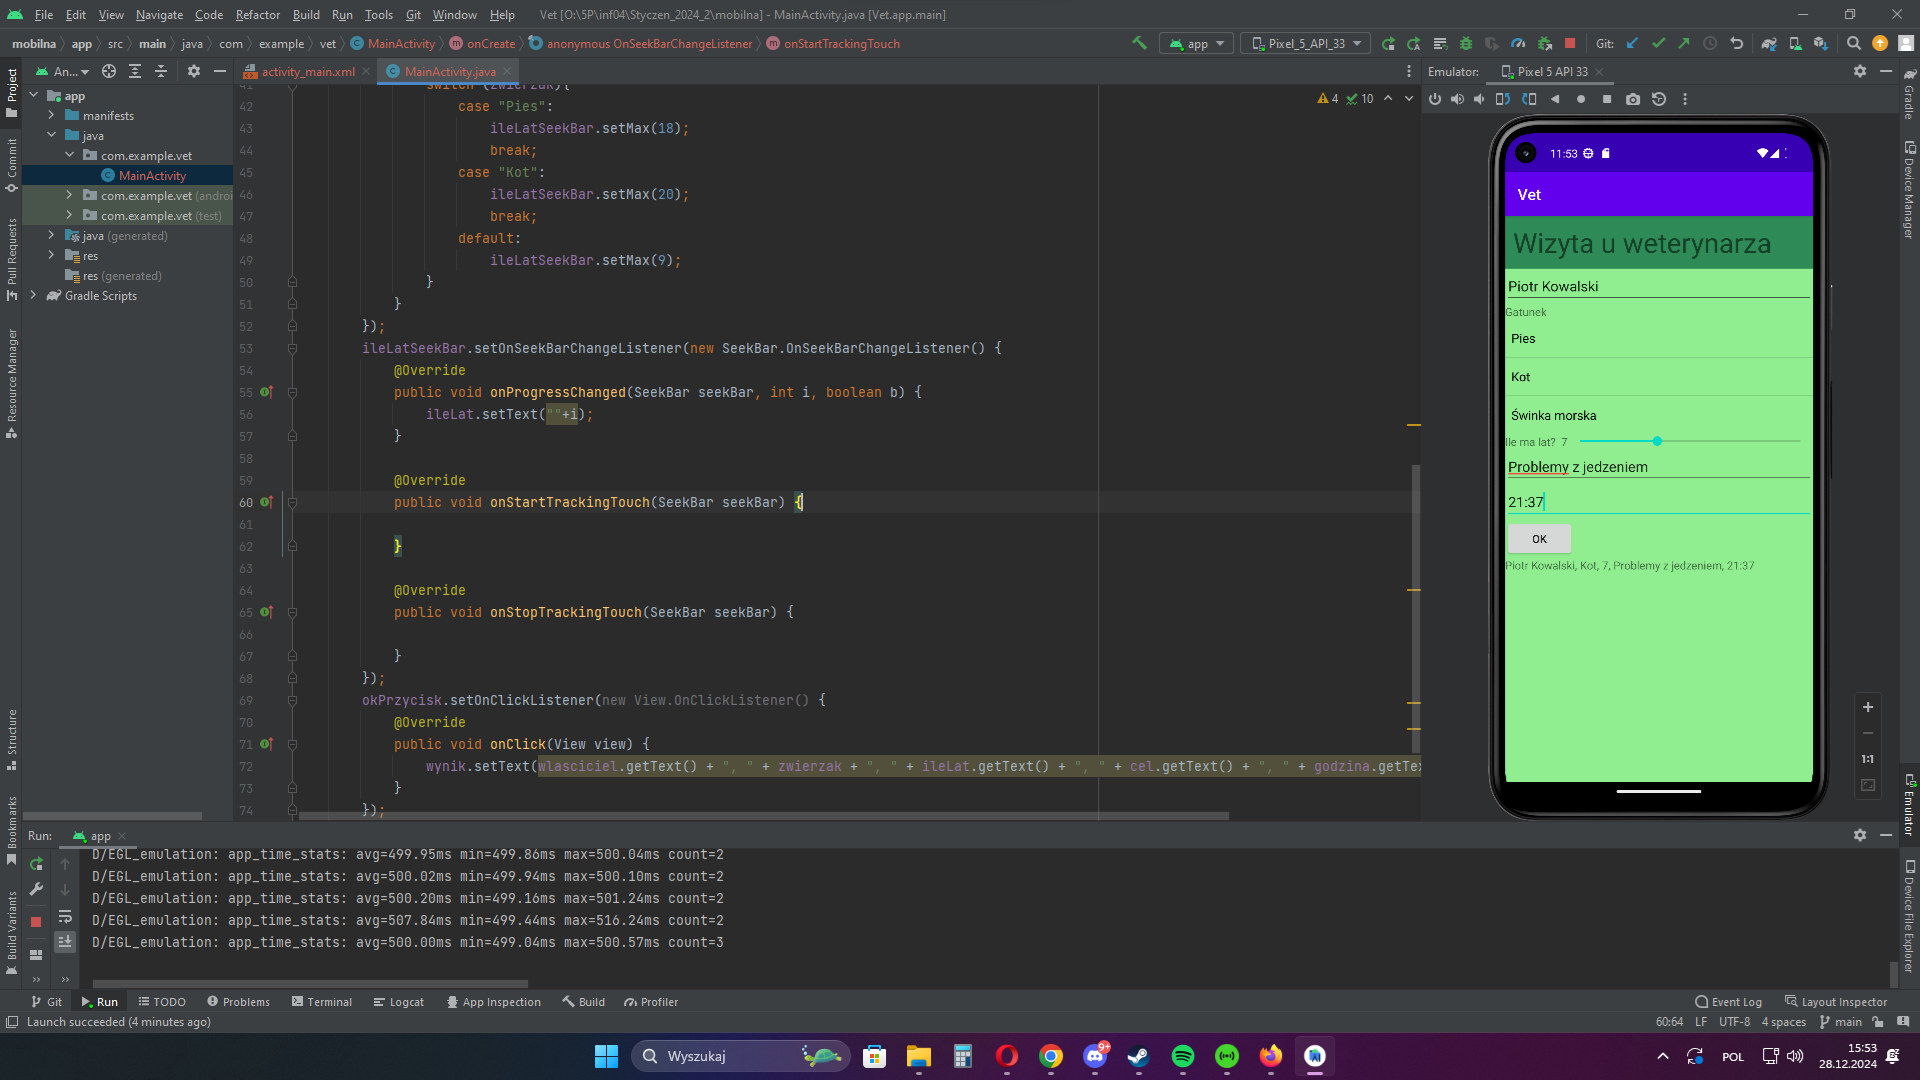 File Edit View Navigate Code Refactor Build Run Tools Git Window Help Vet [O:\5P\inf04\Styczen_2024_2\mobilna] - MainActivity.java [Vet.app.main]
mobilna app src main java com example vet MainActivity onCreate anonymous OnSeekBarChangeListener onStartTrackingTouch app Pixel_5_API_33 Git:
Project
An...
activity_main.xml MainActivity.java
Emulator: Pixel 5 API 33
Commit
Pull Requests
Resource Manager
Structure
Bookmarks
Build Variants
app
manifests
java
com.example.vet
MainActivity
com.example.vet (androi
com.example.vet (test)
java (generated)
res
res (generated)
Gradle Scripts
4 10
41 switch (zwierzak){
42 case "Pies":
43 ileLatSeekBar.setMax(18);
44 break;
45 case "Kot":
46 ileLatSeekBar.setMax(20);
47 break;
48 default:
49 ileLatSeekBar.setMax(9);
50 }
51 }
52 });
53 ileLatSeekBar.setOnSeekBarChangeListener(new SeekBar.OnSeekBarChangeListener() {
54 @Override
55 public void onProgressChanged(SeekBar seekBar, int i, boolean b) {
56 ileLat.setText(""+i);
57 }
58
59 @Override
60 public void onStartTrackingTouch(SeekBar seekBar) {
61
62 }
63
64 @Override
65 public void onStopTrackingTouch(SeekBar seekBar) {
66
67 }
68 });
69 okPrzycisk.setOnClickListener(new View.OnClickListener() {
70 @Override
71 public void onClick(View view) {
72 wynik.setText(wlasciciel.getText() + ", " + zwierzak + ", " + ileLat.getText() + ", " + cel.getText() + ", " + godzina.getTex
73 }
74 });
11:53
Vet
Wizyta u weterynarza
Piotr Kowalski
Gatunek
Pies
Kot
Świnka morska
Ile ma lat? 7
Problemy z jedzeniem
21:37
OK
Piotr Kowalski, Kot, 7, Problemy z jedzeniem, 21:37
1:1
Gradle
Device Manager
Emulator
Device File Explorer
Run: app
D/EGL_emulation: app_time_stats: avg=499.95ms min=499.86ms max=500.04ms count=2
D/EGL_emulation: app_time_stats: avg=500.02ms min=499.94ms max=500.10ms count=2
D/EGL_emulation: app_time_stats: avg=500.20ms min=499.16ms max=501.24ms count=2
D/EGL_emulation: app_time_stats: avg=507.84ms min=499.44ms max=516.24ms count=2
D/EGL_emulation: app_time_stats: avg=500.00ms min=499.04ms max=500.57ms count=3
Git Run TODO Problems Terminal Logcat App Inspection Build Profiler Event Log Layout Inspector
Launch succeeded (4 minutes ago) 60:64 LF UTF-8 4 spaces main
Wyszukaj
9+
POL
15:53
28.12.2024